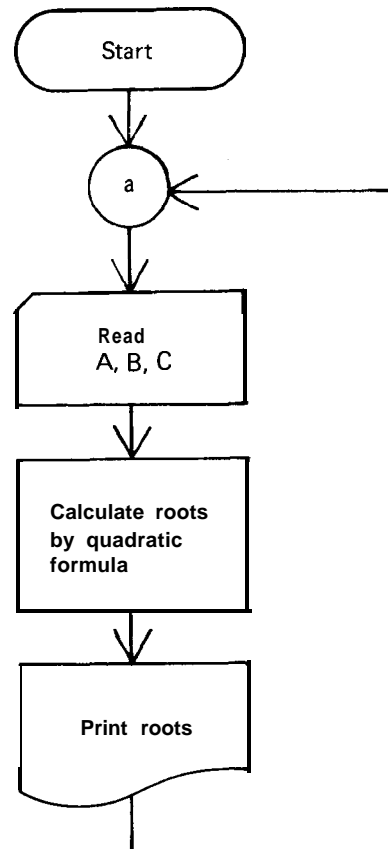 Start
a
Read
A, B, C
Calculate roots
by quadratic
formula
Print roots